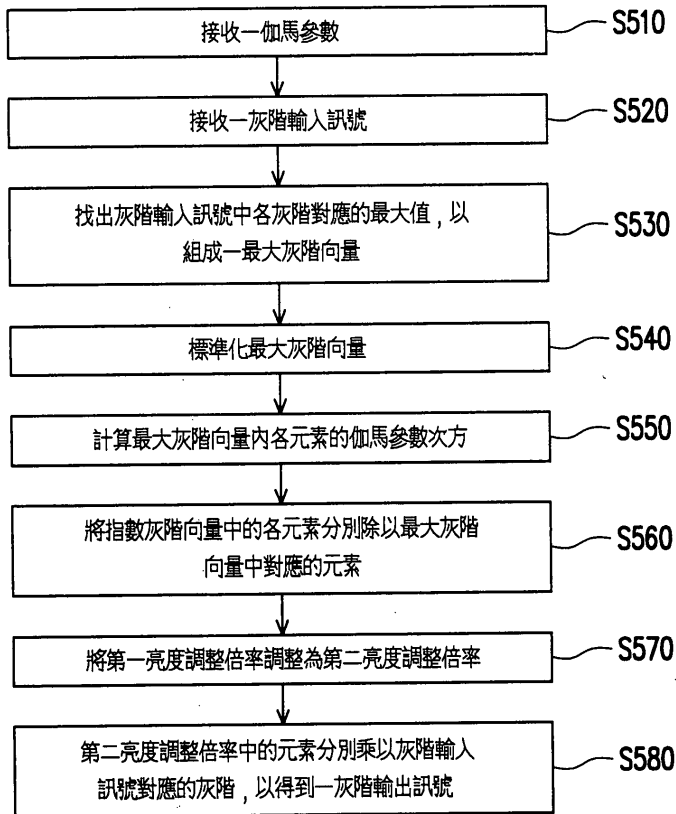 接收一伽馬參數
S510
接收一灰階輸入訊號
S520
找出灰階輸入訊號中各灰階對應的最大值，以
組成一最大灰階向量
S530
標準化最大灰階向量
S540
計算最大灰階向量內各元素的伽馬參數次方
S550
將指數灰階向量中的各元素分別除以最大灰階
向量中對應的元素
S560
將第一亮度調整倍率調整為第二亮度調整倍率
S570
第二亮度調整倍率中的元素分別乘以灰階輸入
訊號對應的灰階，以得到一灰階輸出訊號
S580